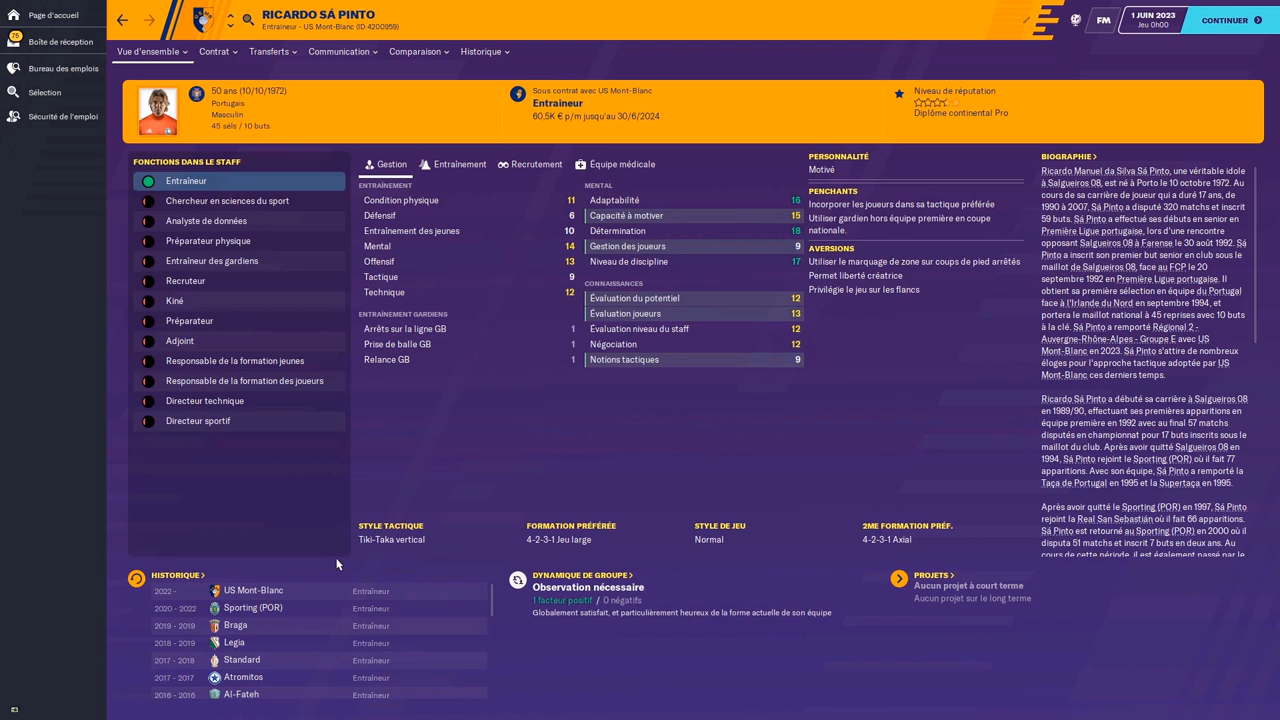 Page d'accueil
75
Boîte de réception
Bureau des emplois
Sélection
Sécurité de l'emploi
RICARDO SÁ PINTO
Entraîneur - US Mont-Blanc (ID:4200959)
FM
1 JUIN 2023
Jeu 0h00
CONTINUER
Vue d'ensemble
Contrat
Transferts
Communication
Comparaison
Historique
50 ans (10/10/1972)
Portugais
Masculin
45 séls / 10 buts
Sous contrat avec US Mont-Blanc
Entraîneur
60,5K € p/m jusqu'au 30/6/2024
Niveau de réputation
Diplôme continental Pro
FONCTIONS DANS LE STAFF
Entraîneur
Chercheur en sciences du sport
Analyste de données
Préparateur physique
Entraîneur des gardiens
Recruteur
Kiné
Préparateur
Adjoint
Responsable de la formation jeunes
Responsable de la formation des joueurs
Directeur technique
Directeur sportif
Gestion
Entraînement
Recrutement
Équipe médicale
ENTRAÎNEMENT
Condition physique 11
Défensif 6
Entraînement des jeunes 10
Mental 14
Offensif 13
Tactique 9
Technique 12
ENTRAÎNEMENT GARDIENS
Arrêts sur la ligne GB 1
Prise de balle GB 1
Relance GB 1
MENTAL
Adaptabilité 16
Capacité à motiver 15
Détermination 18
Gestion des joueurs 9
Niveau de discipline 17
CONNAISSANCES
Évaluation du potentiel 12
Évaluation joueurs 13
Évaluation niveau du staff 12
Négociation 12
Notions tactiques 9
PERSONNALITÉ
Motivé
PENCHANTS
Incorporer les joueurs dans sa tactique préférée
Utiliser gardien hors équipe première en coupe
nationale.
AVERSIONS
Utiliser le marquage de zone sur coups de pied arrêtés
Permet liberté créatrice
Privilégie le jeu sur les flancs
STYLE TACTIQUE
Tiki-Taka vertical
FORMATION PRÉFÉRÉE
4-2-3-1 Jeu large
STYLE DE JEU
Normal
2ME FORMATION PRÉF.
4-2-3-1 Axial
BIOGRAPHIE
Ricardo Manuel da Silva Sá Pinto, une véritable idole
à Salgueiros 08, est né à Porto le 10 octobre 1972. Au
cours de sa carrière de joueur qui a duré 17 ans, de
1990 à 2007, Sá Pinto a disputé 320 matchs et inscrit
59 buts. Sá Pinto a effectué ses débuts en senior en
Première Ligue portugaise, lors d'une rencontre
opposant Salgueiros 08 à Farense le 30 août 1992. Sá
Pinto a inscrit son premier but senior en club sous le
maillot de Salgueiros 08, face au FCP le 20
septembre 1992 en Première Ligue portugaise. Il
obtient sa première sélection en équipe du Portugal
face à l'Irlande du Nord en septembre 1994, et
portera le maillot national à 45 reprises avec 10 buts
à la clé. Sá Pinto a remporté Régional 2 -
Auvergne-Rhône-Alpes - Groupe E avec US
Mont-Blanc en 2023. Sá Pinto s'attire de nombreux
éloges pour l'approche tactique adoptée par US
Mont-Blanc ces derniers temps.
Ricardo Sá Pinto a débuté sa carrière à Salgueiros 08
en 1989/90, effectuant ses premières apparitions en
équipe première en 1992 avec au final 57 matchs
disputés en championnat pour 17 buts inscrits sous le
maillot du club. Après avoir quitté Salgueiros 08 en
1994, Sá Pinto rejoint le Sporting (POR) où il fait 77
apparitions. Avec son équipe, Sá Pinto a remporté la
Taça de Portugal en 1995 et la Supertaça en 1995.
Après avoir quitté le Sporting (POR) en 1997, Sá Pinto
rejoint la Real San Sebastián où il fait 66 apparitions.
Sá Pinto est retourné au Sporting (POR) en 2000 où il
disputa 51 matchs et inscrit 7 buts en deux ans. Au
cours de cette période, il est également passé par le
HISTORIQUE
2022 - US Mont-Blanc Entraîneur
2020 - 2022 Sporting (POR) Entraîneur
2019 - 2019 Braga Entraîneur
2018 - 2019 Legia Entraîneur
2017 - 2018 Standard Entraîneur
2017 - 2017 Atromitos Entraîneur
2016 - 2016 Al-Fateh Entraîneur
DYNAMIQUE DE GROUPE
Observation nécessaire
1 facteur positif / 0 négatifs
Globalement satisfait, et particulièrement heureux de la forme actuelle de son équipe
PROJETS
Aucun projet à court terme
Aucun projet sur le long terme